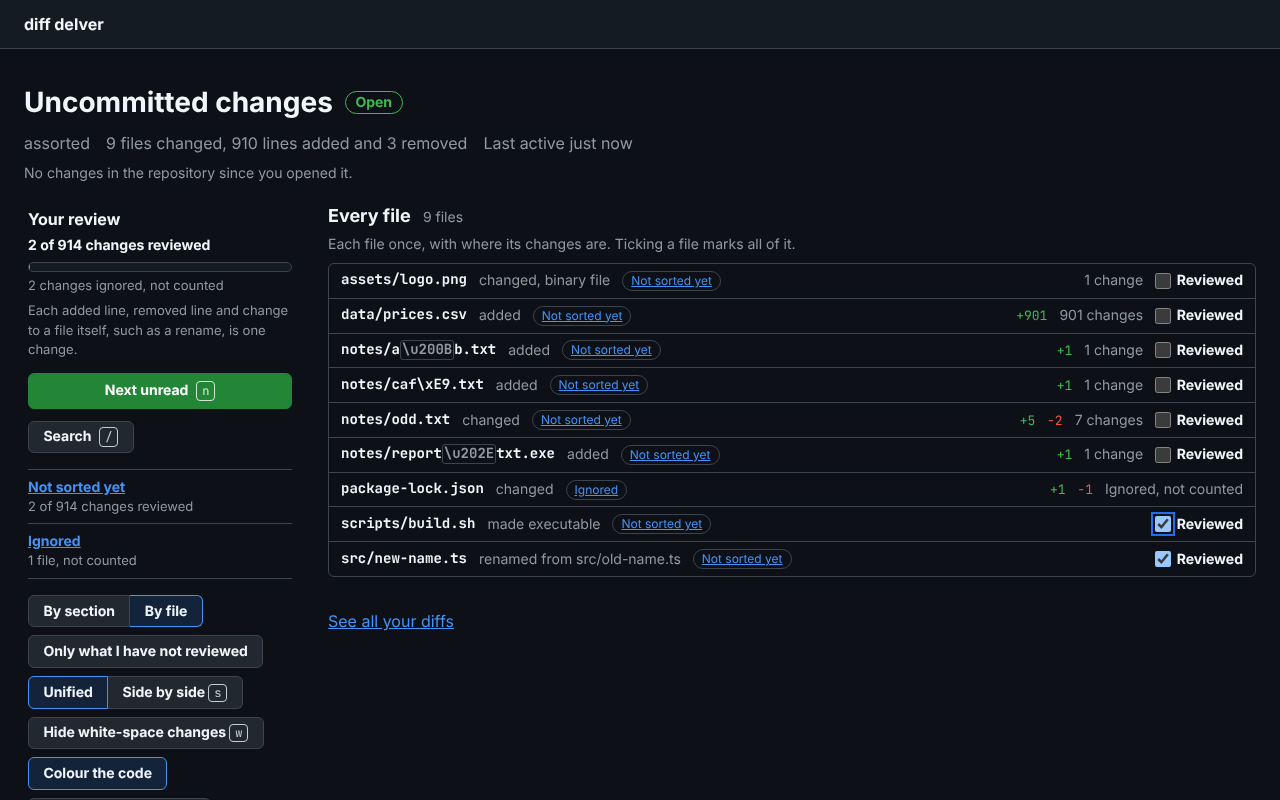 diff delver
Uncommitted changes Open
assorted 9 files changed, 910 lines added and 3 removed Last active just now
No changes in the repository since you opened it.
Your review
2 of 914 changes reviewed
2 changes ignored, not counted
Each added line, removed line and change
to a file itself, such as a rename, is one
change.
Next unread n
Search /
Not sorted yet
2 of 914 changes reviewed
Ignored
1 file, not counted
By section By file
Only what I have not reviewed
Unified Side by side s
Hide white-space changes w
Colour the code
Every file 9 files
Each file once, with where its changes are. Ticking a file marks all of it.
assets/logo.png changed, binary file Not sorted yet 1 change Reviewed
data/prices.csv added Not sorted yet +901 901 changes Reviewed
notes/a\u200Bb.txt added Not sorted yet +1 1 change Reviewed
notes/caf\xE9.txt added Not sorted yet +1 1 change Reviewed
notes/odd.txt changed Not sorted yet +5 -2 7 changes Reviewed
notes/report\u202Etxt.exe added Not sorted yet +1 1 change Reviewed
package-lock.json changed Ignored +1 -1 Ignored, not counted
scripts/build.sh made executable Not sorted yet Reviewed
src/new-name.ts renamed from src/old-name.ts Not sorted yet Reviewed
See all your diffs